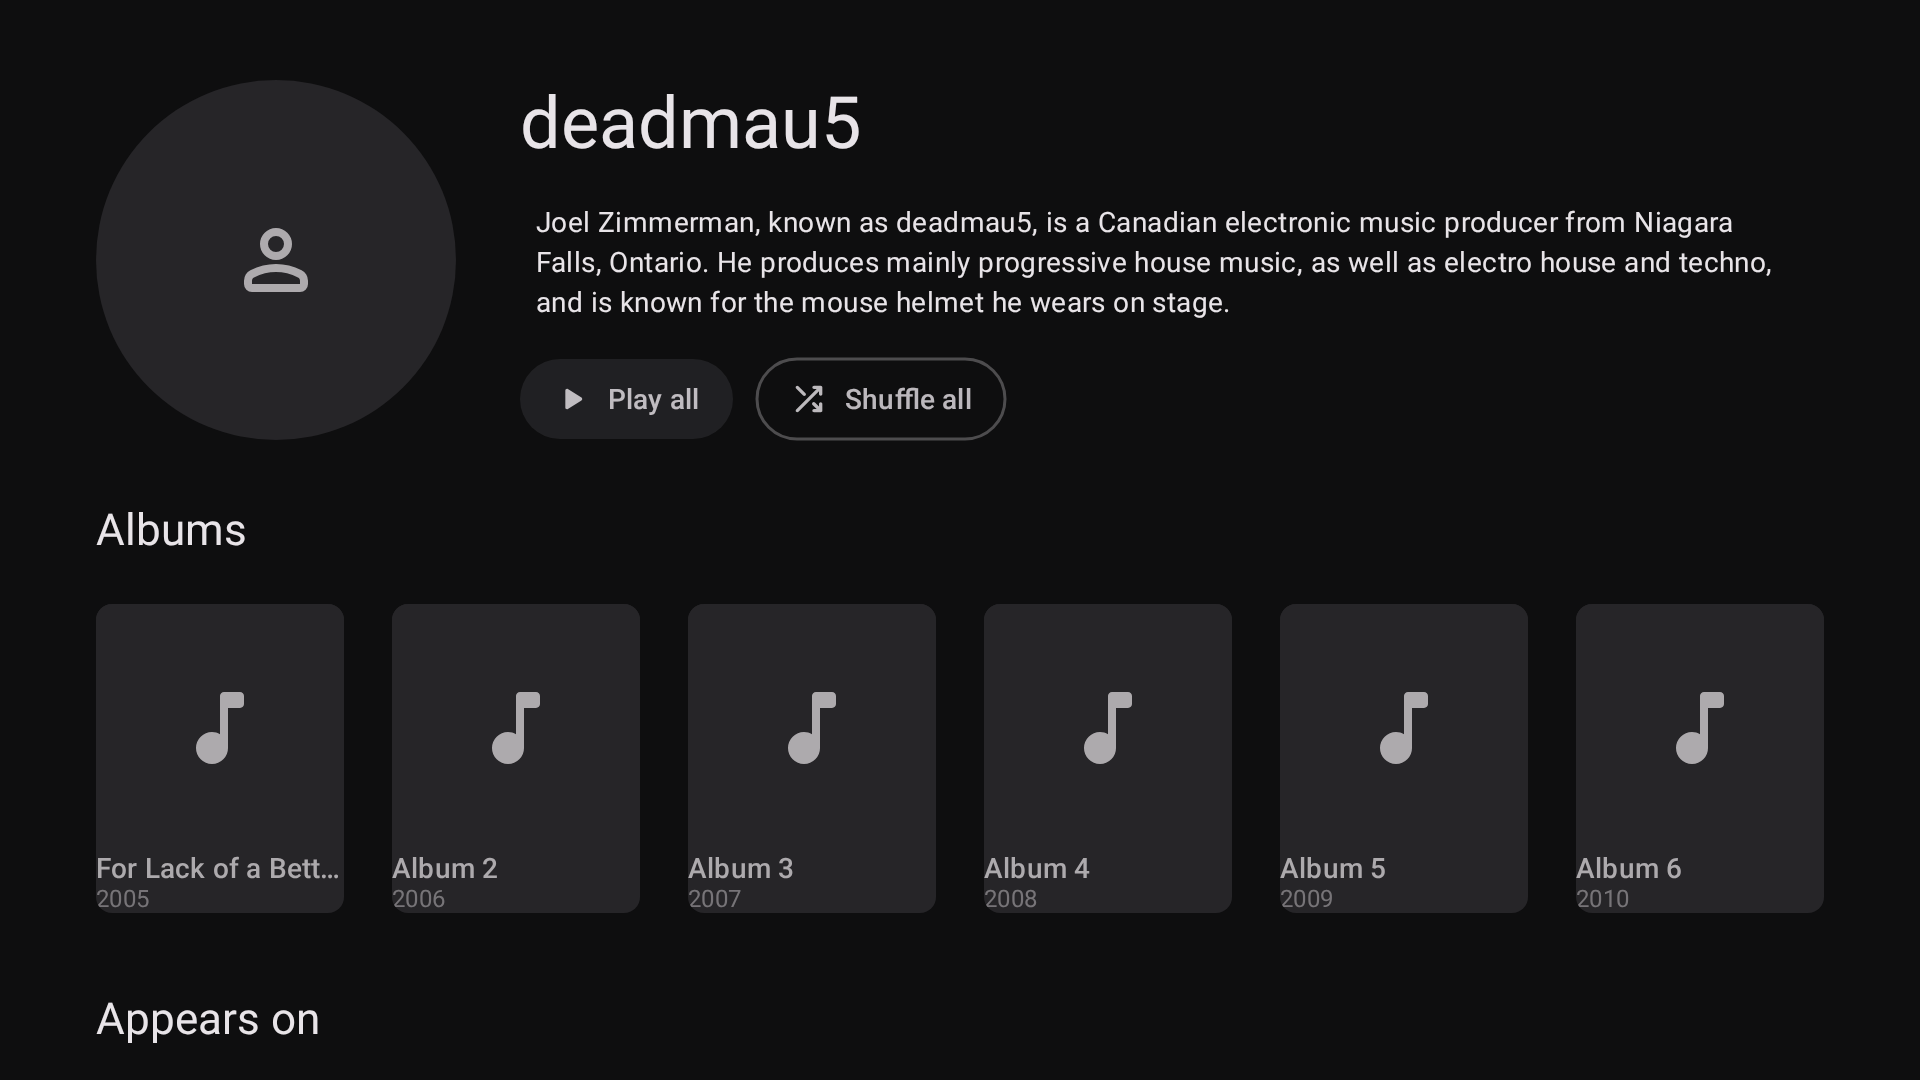 deadmau5
Joel Zimmerman, known as deadmau5, is a Canadian electronic music producer from Niagara
Falls, Ontario. He produces mainly progressive house music, as well as electro house and techno,
and is known for the mouse helmet he wears on stage.
Play all
Shuffle all
Albums
For Lack of a Bett...
2005
Album 2
2006
Album 3
2007
Album 4
2008
Album 5
2009
Album 6
2010
Appears on